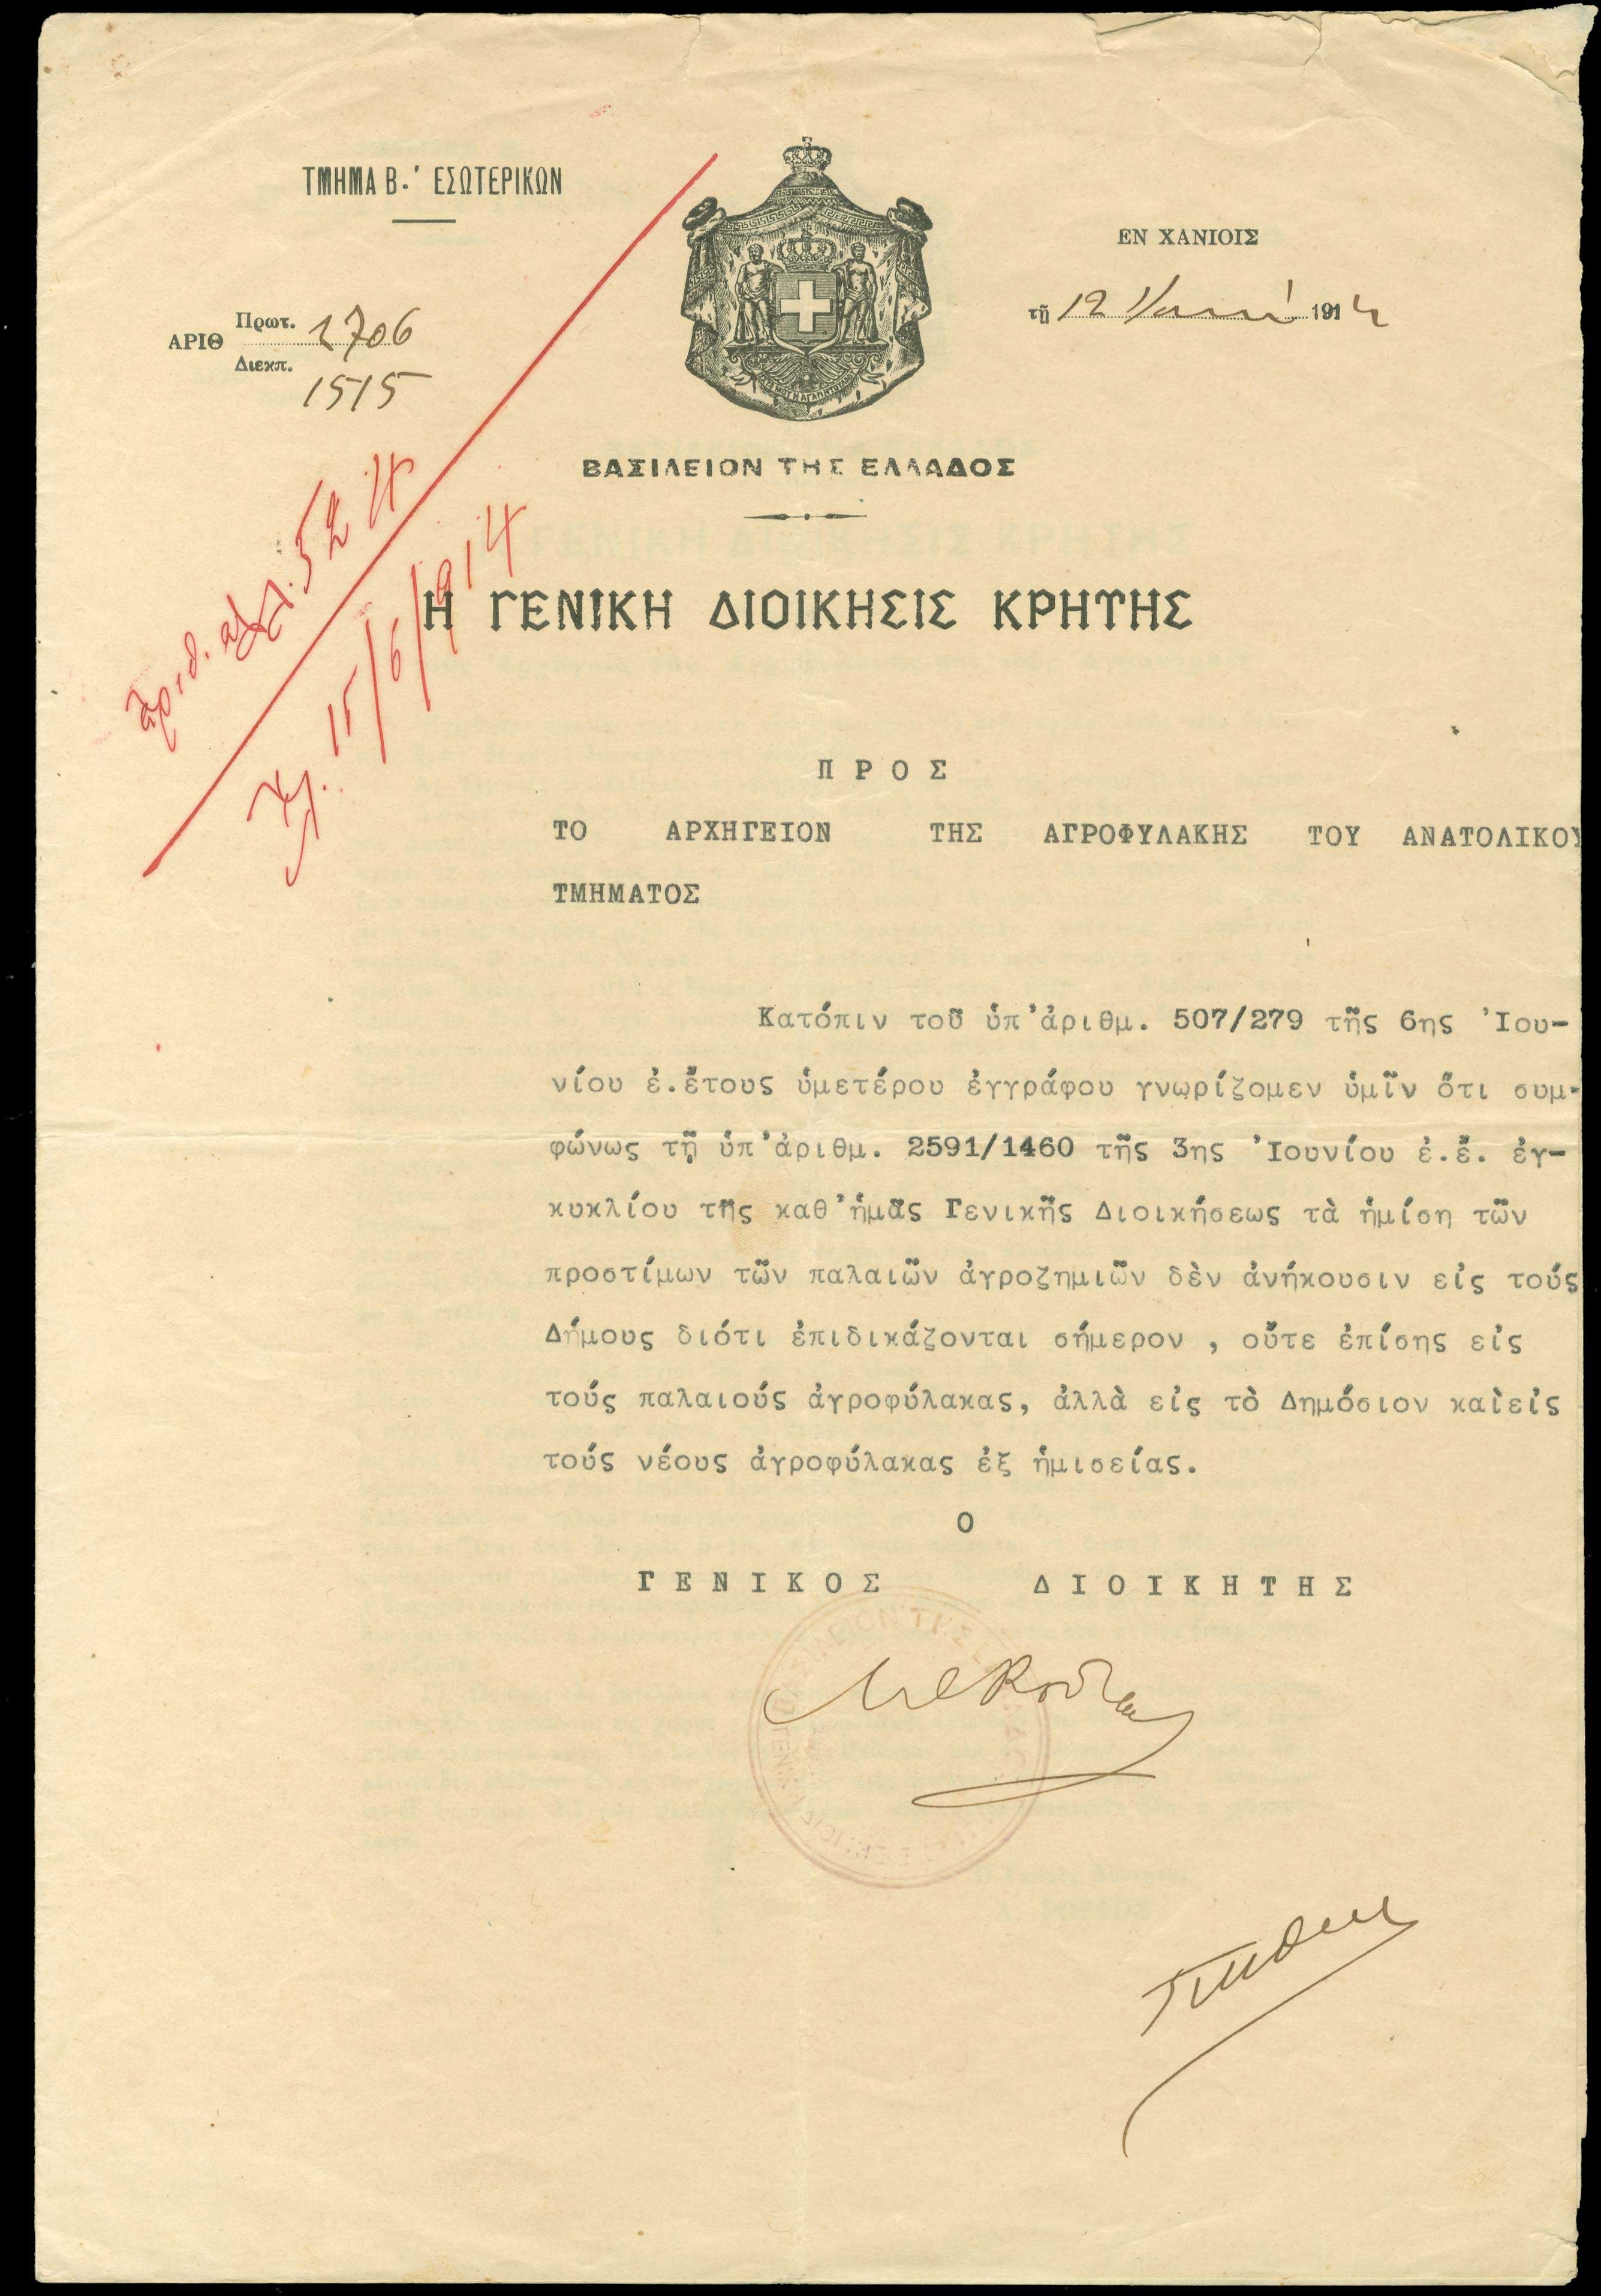 ΤΜΗΜΑ Β.' ΕΣΩΤΕΡΙΚΩΝ
ΕΝ ΧΑΝΙΟΙΣ
τῇ 12 1914
ΑΡΙΘ Πρωτ. 2706
Διεκπ. 1515
ΒΑΣΙΛΕΙΟΝ ΤΗΣ ΕΛΛΑΔΟΣ
ἀριθ. 524
15/6/914
Η ΓΕΝΙΚΗ ΔΙΟΙΚΗΣΙΣ ΚΡΗΤΗΣ
ΠΡΟΣ
ΤΟ ΑΡΧΗΓΕΙΟΝ ΤΗΣ ΑΓΡΟΦΥΛΑΚΗΣ ΤΟΥ ΑΝΑΤΟΛΙΚΟΥ
ΤΜΗΜΑΤΟΣ
Κατόπιν τοῦ ὑπ'ἀριθμ. 507/279 τῆς 6ης Ἰου-
νίου ἐ.ἔτους ὑμετέρου ἐγγράφου γνωρίζομεν ὑμῖν ὅτι συμ-
φώνως τῇ ὑπ'ἀριθμ. 2591/1460 τῆς 3ης Ἰουνίου ἐ.ἔ. ἐγ-
κυκλίου τῆς καθ'ἡμᾶς Γενικῆς Διοικήσεως τὰ ἡμίση τῶν
προστίμων τῶν παλαιῶν ἀγροζημιῶν δὲν ἀνήκουσιν εἰς τούς
Δήμους διότι ἐπιδικάζονται σήμερον , οὔτε ἐπίσης εἰς
τούς παλαιούς ἀγροφύλακας, ἀλλὰ εἰς τὸ Δημόσιον καὶεἰς
τούς νέους ἀγροφύλακας ἐξ ἡμισείας.
Ο
ΓΕΝΙΚΟΣ ΔΙΟΙΚΗΤΗΣ